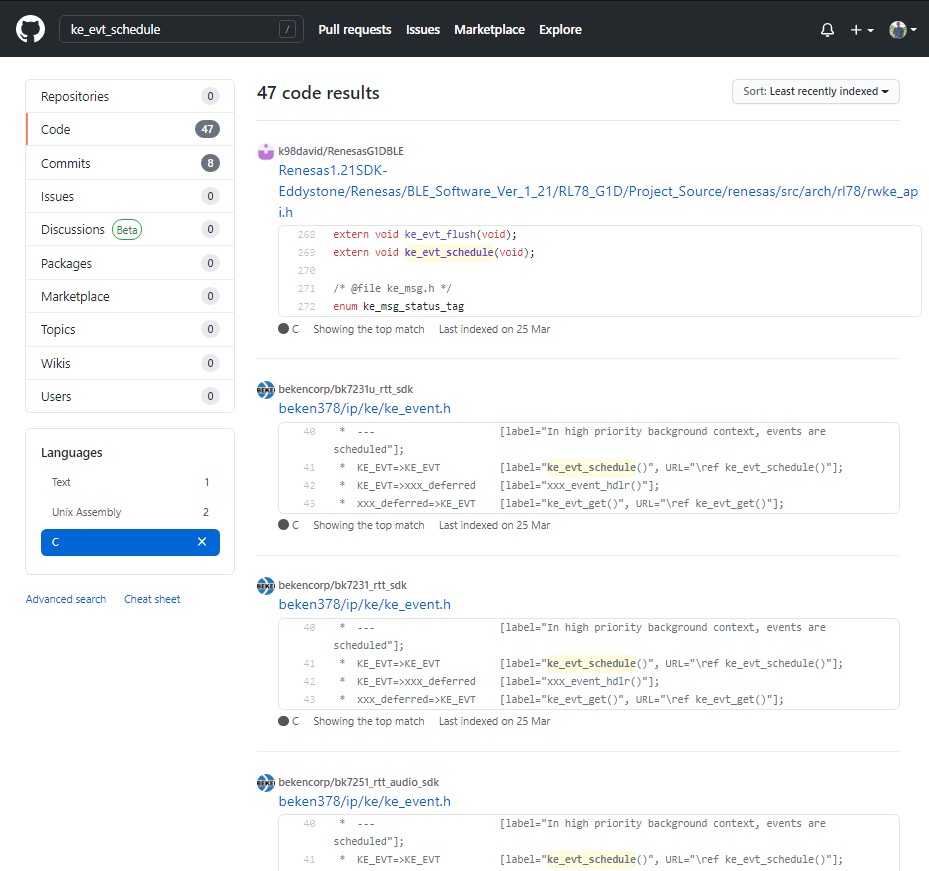 ke_evt_schedule
/
Pull requests Issues Marketplace Explore
Repositories 0
Code 47
Commits 8
Issues 0
Discussions Beta 0
Packages 0
Marketplace 0
Topics 0
Wikis 0
Users 0
Languages
Text 1
Unix Assembly 2
C ✕
Advanced search Cheat sheet
47 code results
Sort: Least recently indexed
k98david/RenesasG1DBLE
Renesas1.21SDK-
Eddystone/Renesas/BLE_Software_Ver_1_21/RL78_G1D/Project_Source/renesas/src/arch/rl78/rwke_ap
i.h
268 extern void ke_evt_flush(void);
269 extern void ke_evt_schedule(void);
270
271 /* @file ke_msg.h */
272 enum ke_msg_status_tag
C Showing the top match Last indexed on 25 Mar
BEKEN
bekencorp/bk7231u_rtt_sdk
beken378/ip/ke/ke_event.h
40 * --- [label="In high priority background context, events are
scheduled"];
41 * KE_EVT=>KE_EVT [label="ke_evt_schedule()", URL="\ref ke_evt_schedule()"];
42 * KE_EVT=>xxx_deferred [label="xxx_event_hdlr()"];
43 * xxx_deferred=>KE_EVT [label="ke_evt_get()", URL="\ref ke_evt_get()"];
C Showing the top match Last indexed on 25 Mar
BEKEN
bekencorp/bk7231_rtt_sdk
beken378/ip/ke/ke_event.h
40 * --- [label="In high priority background context, events are
scheduled"];
41 * KE_EVT=>KE_EVT [label="ke_evt_schedule()", URL="\ref ke_evt_schedule()"];
42 * KE_EVT=>xxx_deferred [label="xxx_event_hdlr()"];
43 * xxx_deferred=>KE_EVT [label="ke_evt_get()", URL="\ref ke_evt_get()"];
C Showing the top match Last indexed on 25 Mar
BEKEN
bekencorp/bk7251_rtt_audio_sdk
beken378/ip/ke/ke_event.h
40 * --- [label="In high priority background context, events are
scheduled"];
41 * KE_EVT=>KE_EVT [label="ke_evt_schedule()", URL="\ref ke_evt_schedule()"];